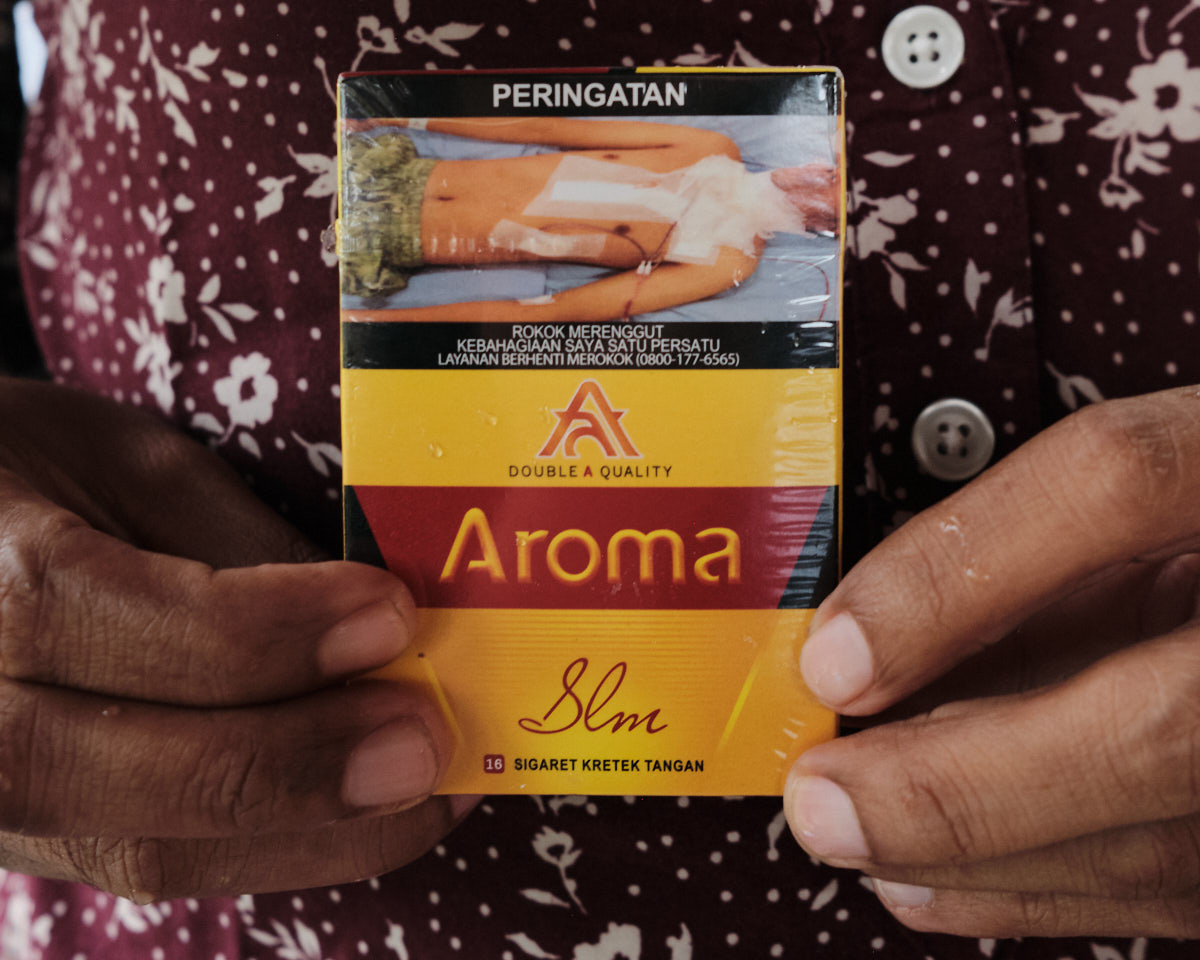 PERINGATAN
ROKOK MERENGGUT
KEBAHAGIAAN SAYA SATU PERSATU
LAYANAN BERHENTI MEROKOK (0800-177-6565)
DOUBLE A QUALITY
Aroma
Slm
16 SIGARET KRETEK TANGAN